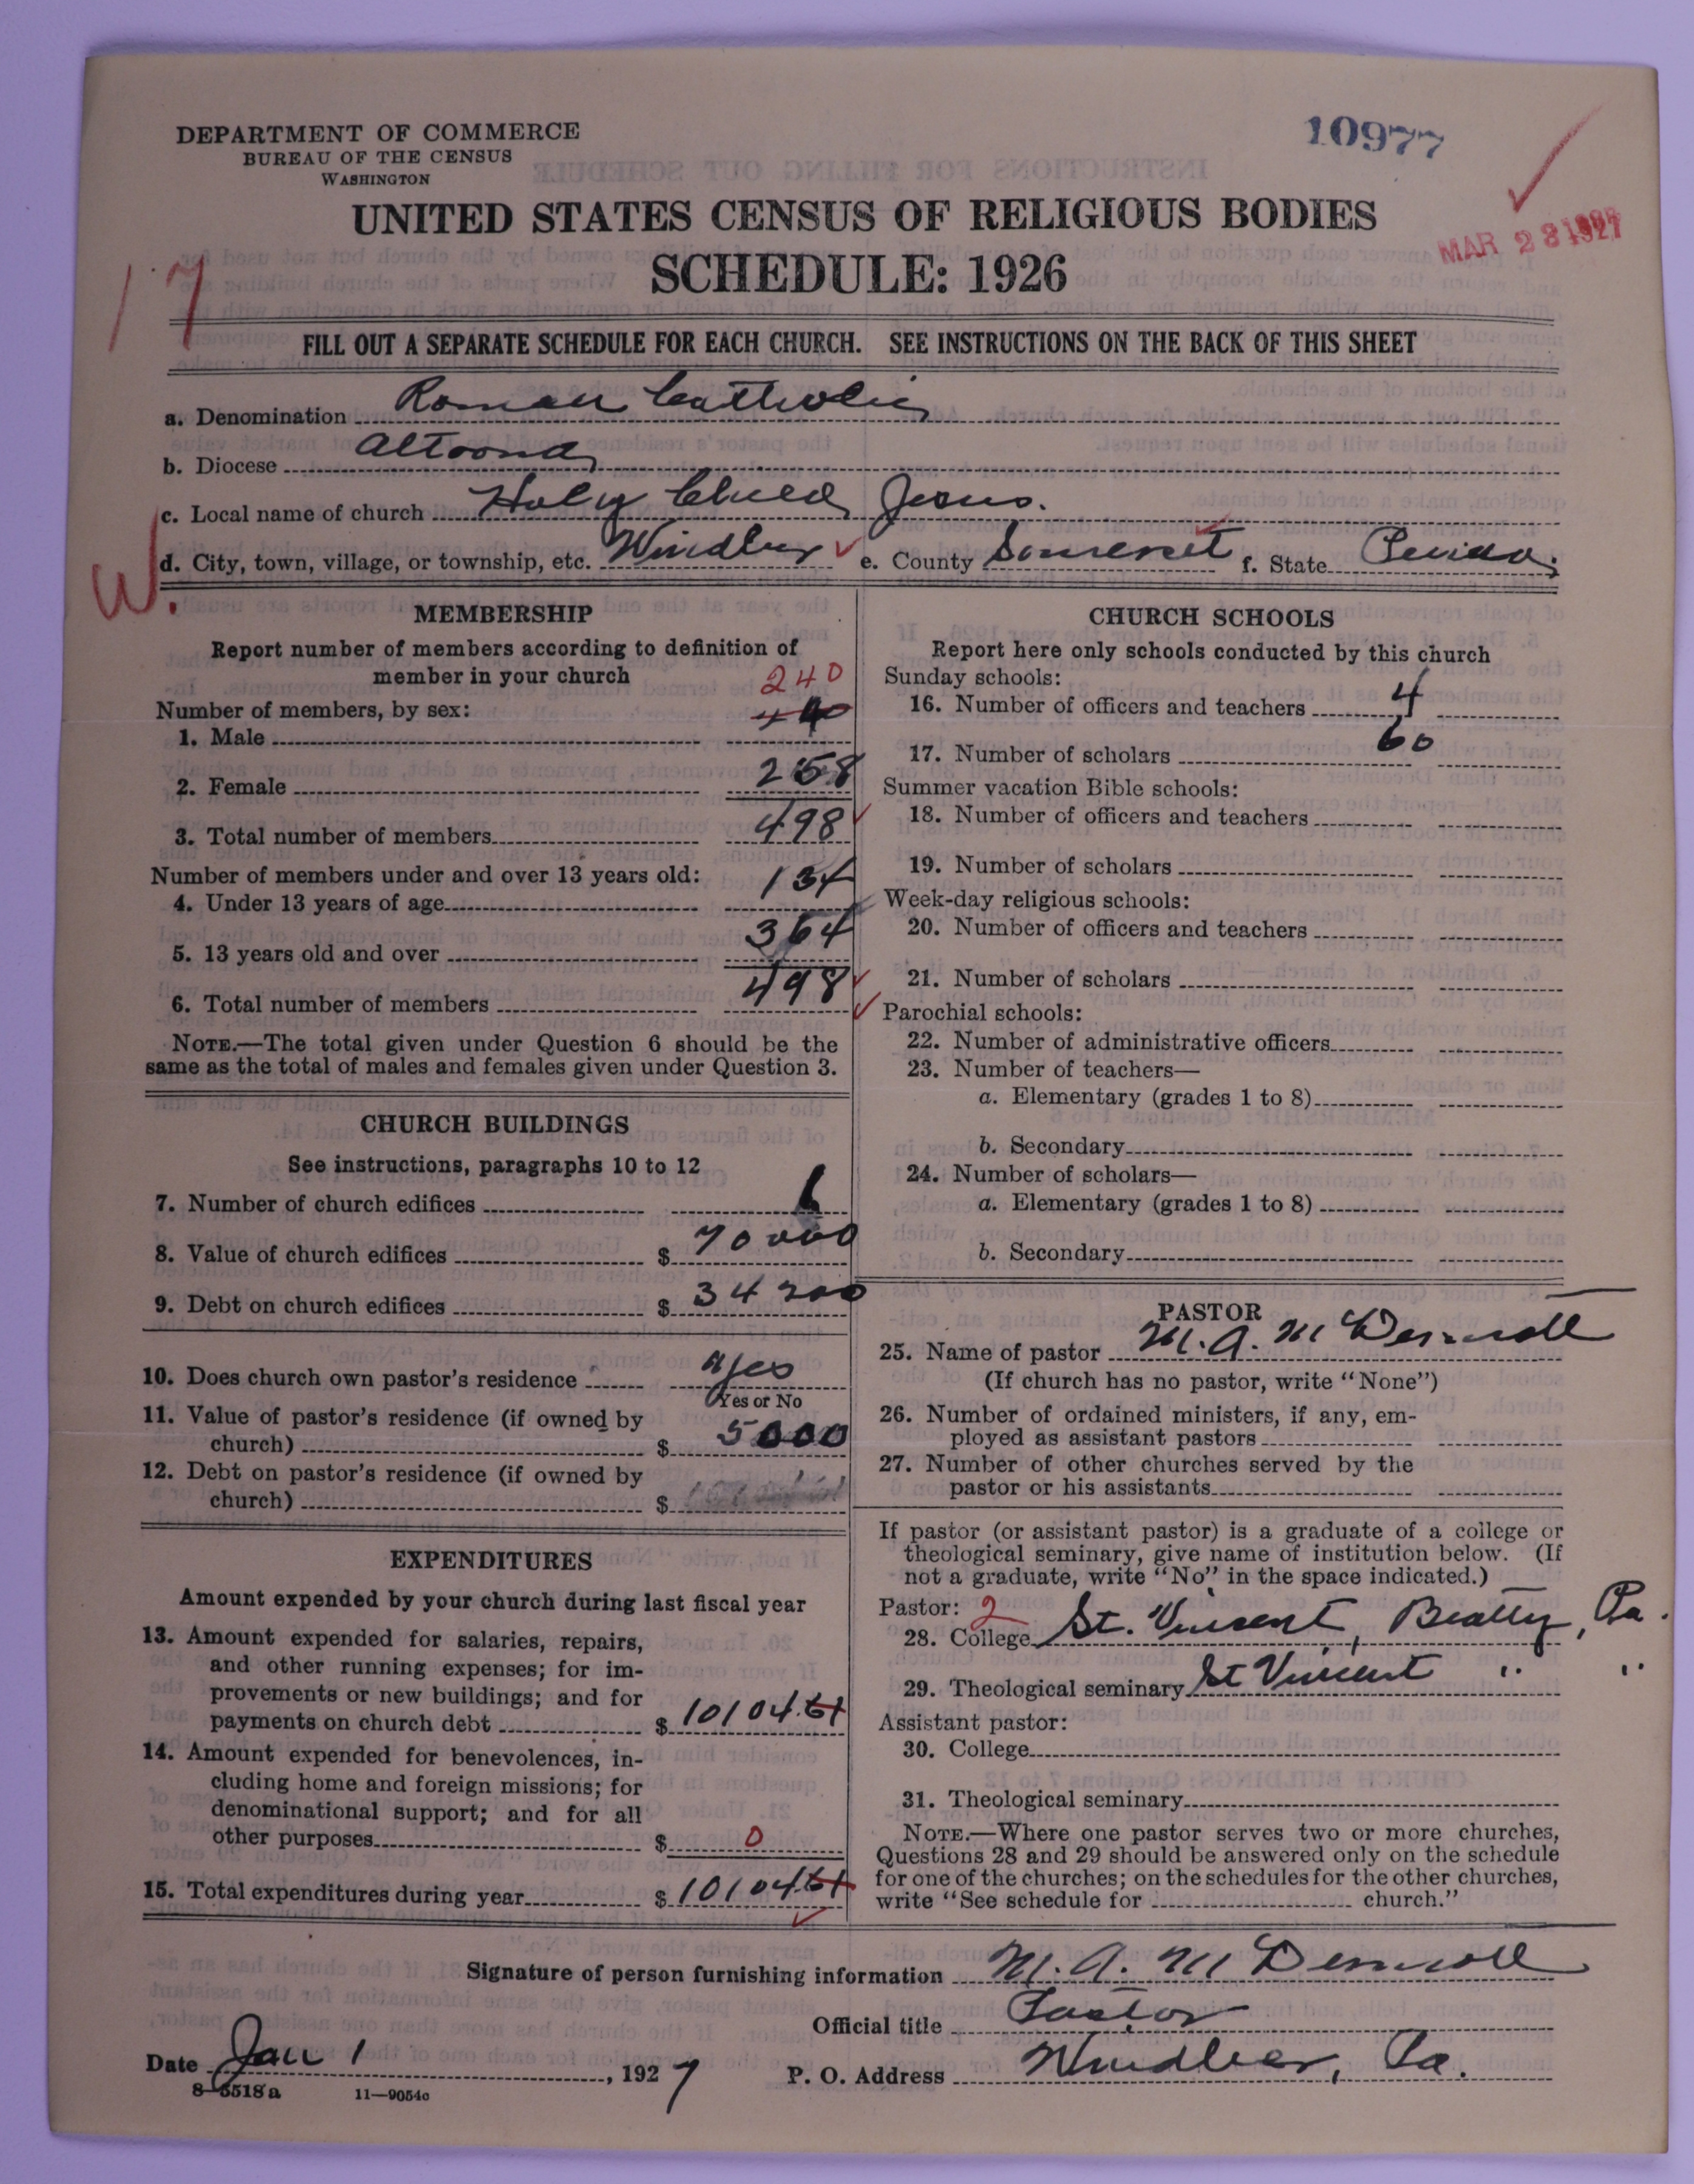 10977
DEPARTMENT OF COMMERCE
BUREAU OF THE CENSUS
WASHINGTON
UNITED STATES CENSUS OF RELIGIOUS BODIES
MAR 28 1927
SCHEDULE: 1926
17
FILL OUT A SEPARATE SCHEDULE FOR EACH CHURCH. SEE INSTRUCTIONS ON THE BACK OF THIS SHEET
a. Denomination Roman Catholic
b. Diocese Altoona
c. Local name of church Holy Child Jesus.
W.
d. City, town, village, or township, etc. Windber e. County Somerset f. State Penna.
MEMBERSHIP
Report number of members according to definition of
member in your church
Number of members, by sex:
240
1. Male
2. Female 258
3. Total number of members 498
Number of members under and over 13 years old:
4. Under 13 years of age 134
5. 13 years old and over 364
6. Total number of members 498
NOTE.—The total given under Question 6 should be the
same as the total of males and females given under Question 3.
CHURCH BUILDINGS
See instructions, paragraphs 10 to 12
7. Number of church edifices
8. Value of church edifices $ 70000
9. Debt on church edifices $ 34200
10. Does church own pastor's residence yes
Yes or No
11. Value of pastor's residence (if owned by
church) $ 5000
12. Debt on pastor's residence (if owned by
church) $
EXPENDITURES
Amount expended by your church during last fiscal year
13. Amount expended for salaries, repairs,
and other running expenses; for im-
provements or new buildings; and for
payments on church debt $ 10104.61
14. Amount expended for benevolences, in-
cluding home and foreign missions; for
denominational support; and for all
other purposes $ 0
15. Total expenditures during year $ 10104.61
CHURCH SCHOOLS
Report here only schools conducted by this church
Sunday schools:
16. Number of officers and teachers 4
17. Number of scholars 60
Summer vacation Bible schools:
18. Number of officers and teachers
19. Number of scholars
Week-day religious schools:
20. Number of officers and teachers
21. Number of scholars
Parochial schools:
22. Number of administrative officers
23. Number of teachers—
a. Elementary (grades 1 to 8)
b. Secondary
24. Number of scholars—
a. Elementary (grades 1 to 8)
b. Secondary
PASTOR
25. Name of pastor M. A. McDermott
(If church has no pastor, write "None")
26. Number of ordained ministers, if any, em-
ployed as assistant pastors
27. Number of other churches served by the
pastor or his assistants
If pastor (or assistant pastor) is a graduate of a college or
theological seminary, give name of institution below. (If
not a graduate, write "No" in the space indicated.)
Pastor: 2
28. College St. Vincent, Beatty, Pa.
29. Theological seminary St Vincent " "
Assistant pastor:
30. College
31. Theological seminary
NOTE.—Where one pastor serves two or more churches,
Questions 28 and 29 should be answered only on the schedule
for one of the churches; on the schedules for the other churches,
write "See schedule for church."
Signature of person furnishing information M. A. McDermott
Official title Pastor
Date Jan 1, 1927 P. O. Address Windber, Pa.
8-5518a 11-9054c